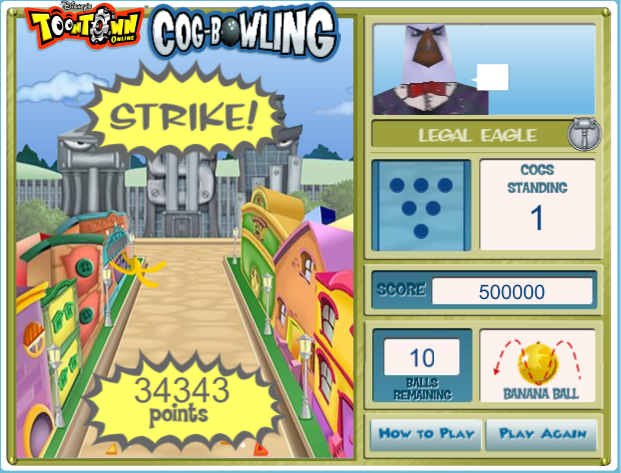 Disney's
TOONTOWN
ONLINE
COG-BOWLING
STRIKE!
34343
points
LEGAL EAGLE
COGS
STANDING
1
SCORE
500000
10
BALLS
REMAINING
BANANA BALL
HOW TO PLAY
PLAY AGAIN